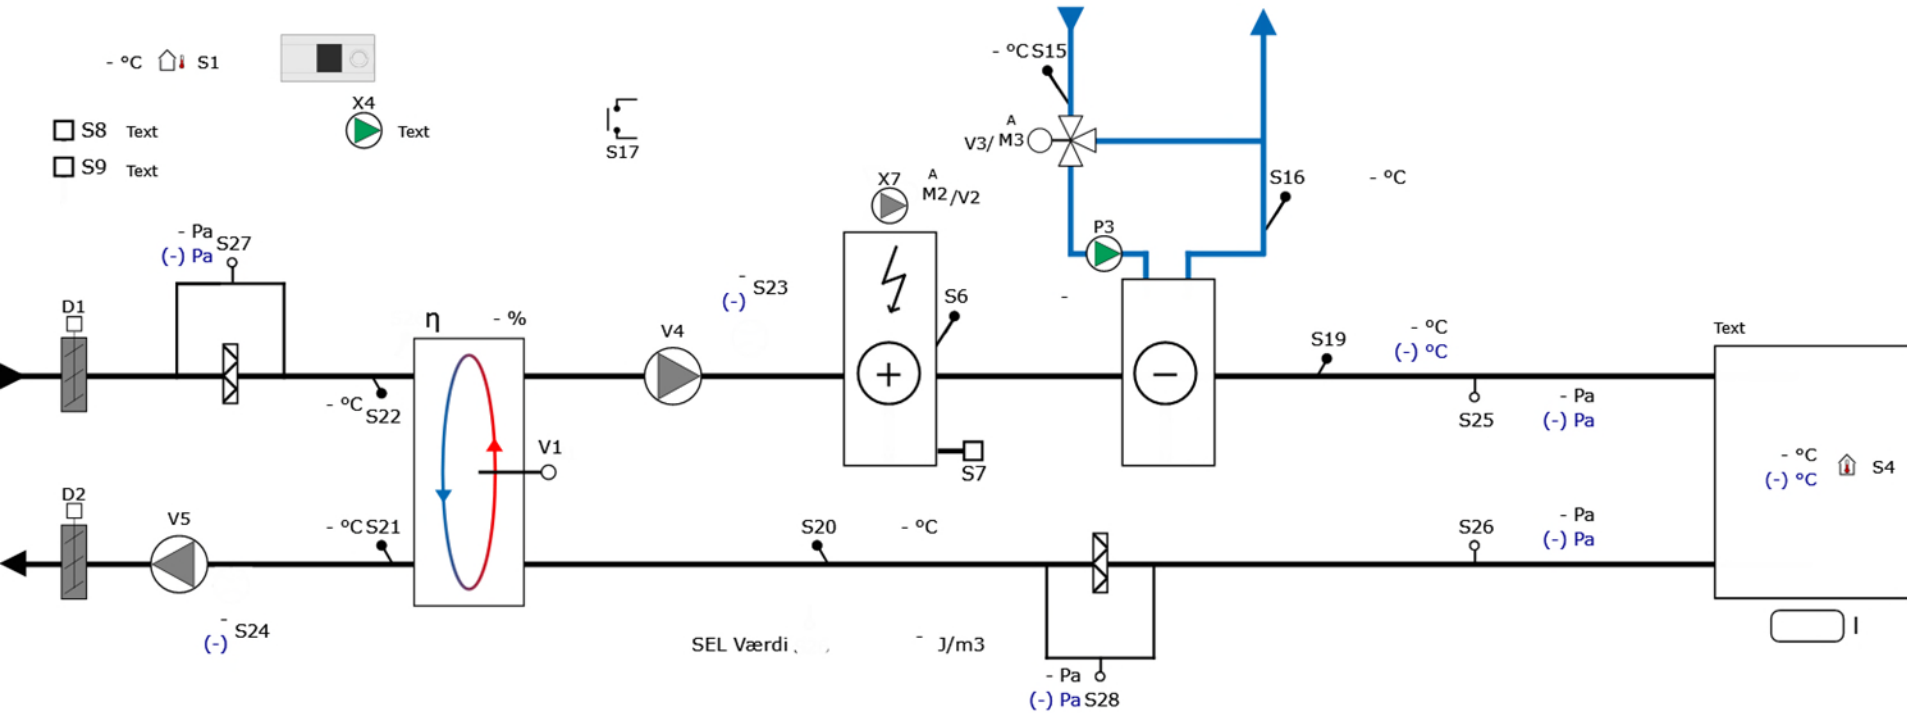 - °C S1
X4
Text
S8 Text
S9 Text
S17
- °C S15
A
V3/ M3
S16 - °C
X7
A
M2 /V2
P3
- Pa
(-) Pa
S27
-
(-)
S23
S6
-
D1
η - %
V4
S19
- °C
(-) °C
Text
- °C S22
S25
- Pa
(-) Pa
V1
S7
- °C
(-) °C
S4
D2
V5
- °C S21
S20 - °C
S26
- Pa
(-) Pa
-
(-)
S24
SEL Værdi - J/m3
I
- Pa
(-) Pa S28